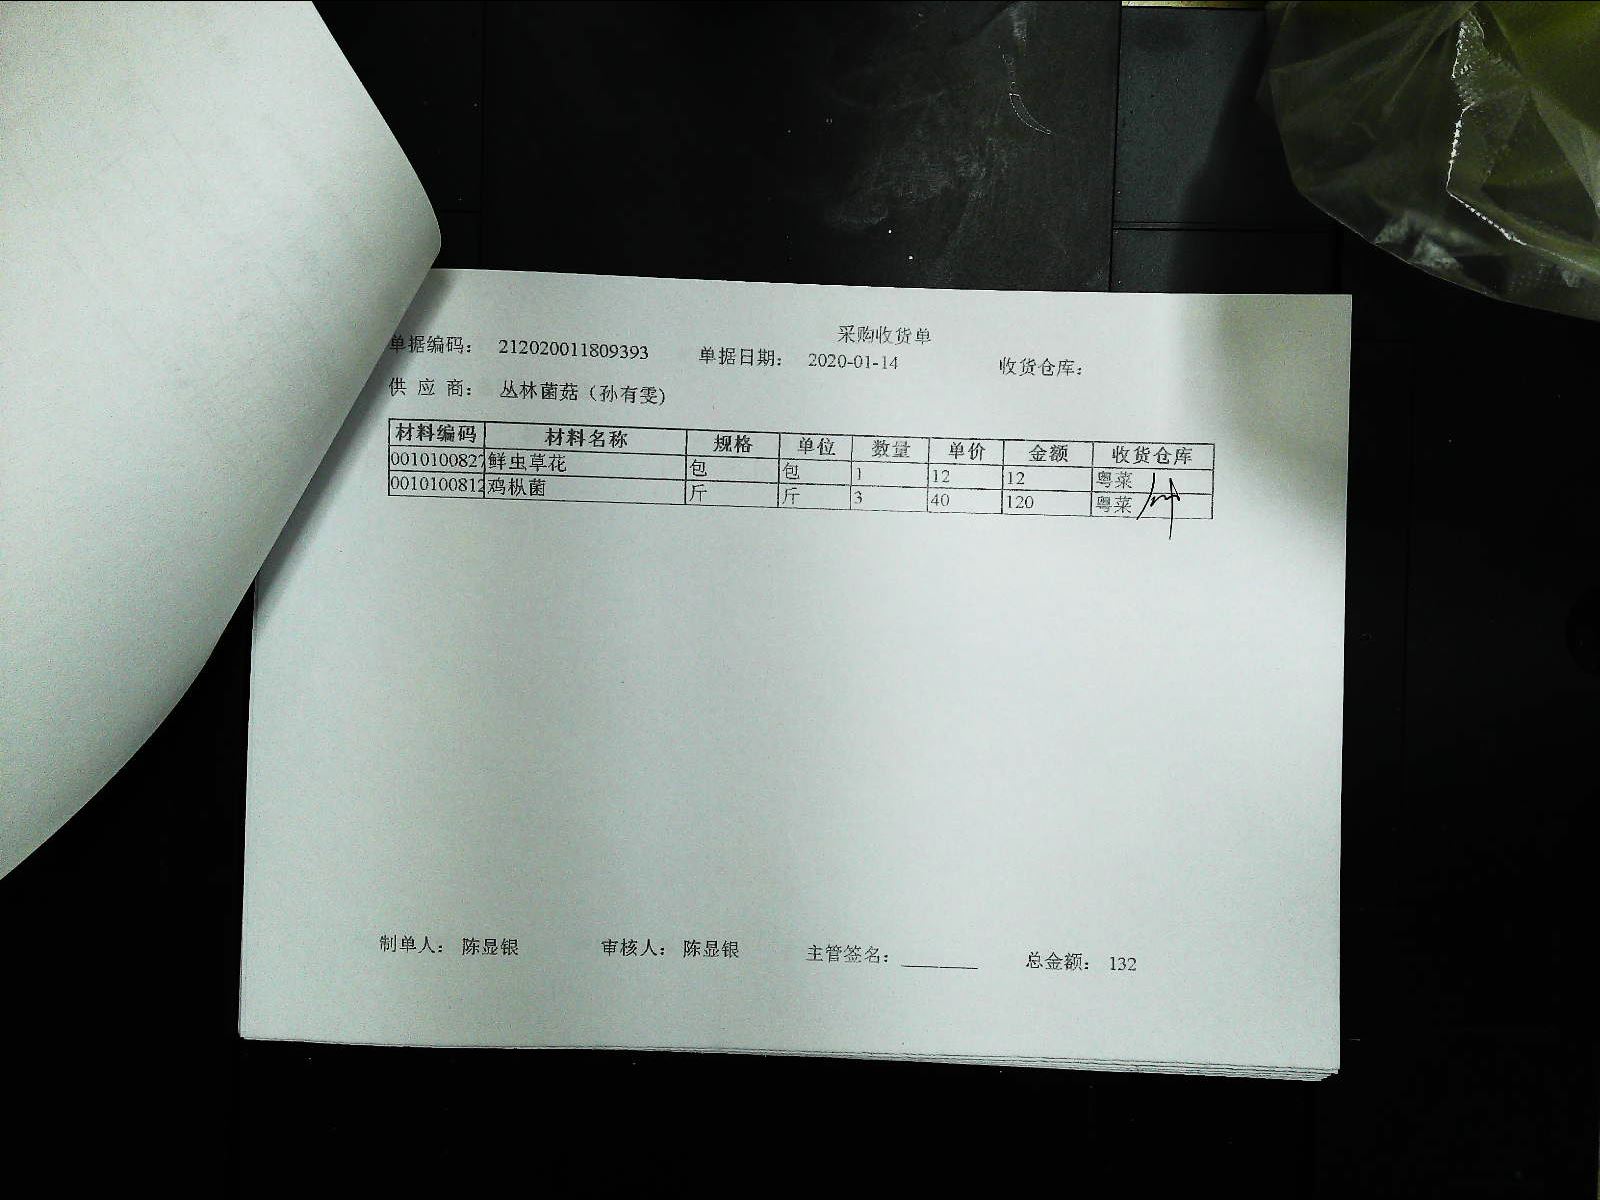 采购收货单
单据编码： 212020011809393 单据日期： 2020-01-14 收货仓库：
供 应 商： 丛林菌菇（孙有雯）
材料编码 材料名称 规格 单位 数量 单价 金额 收货仓库
0010100827 鲜虫草花 包 包 1 12 12 粤菜
0010100812 鸡枞菌 斤 斤 3 40 120 粤菜
制单人： 陈显银 审核人： 陈显银 主管签名： 总金额： 132